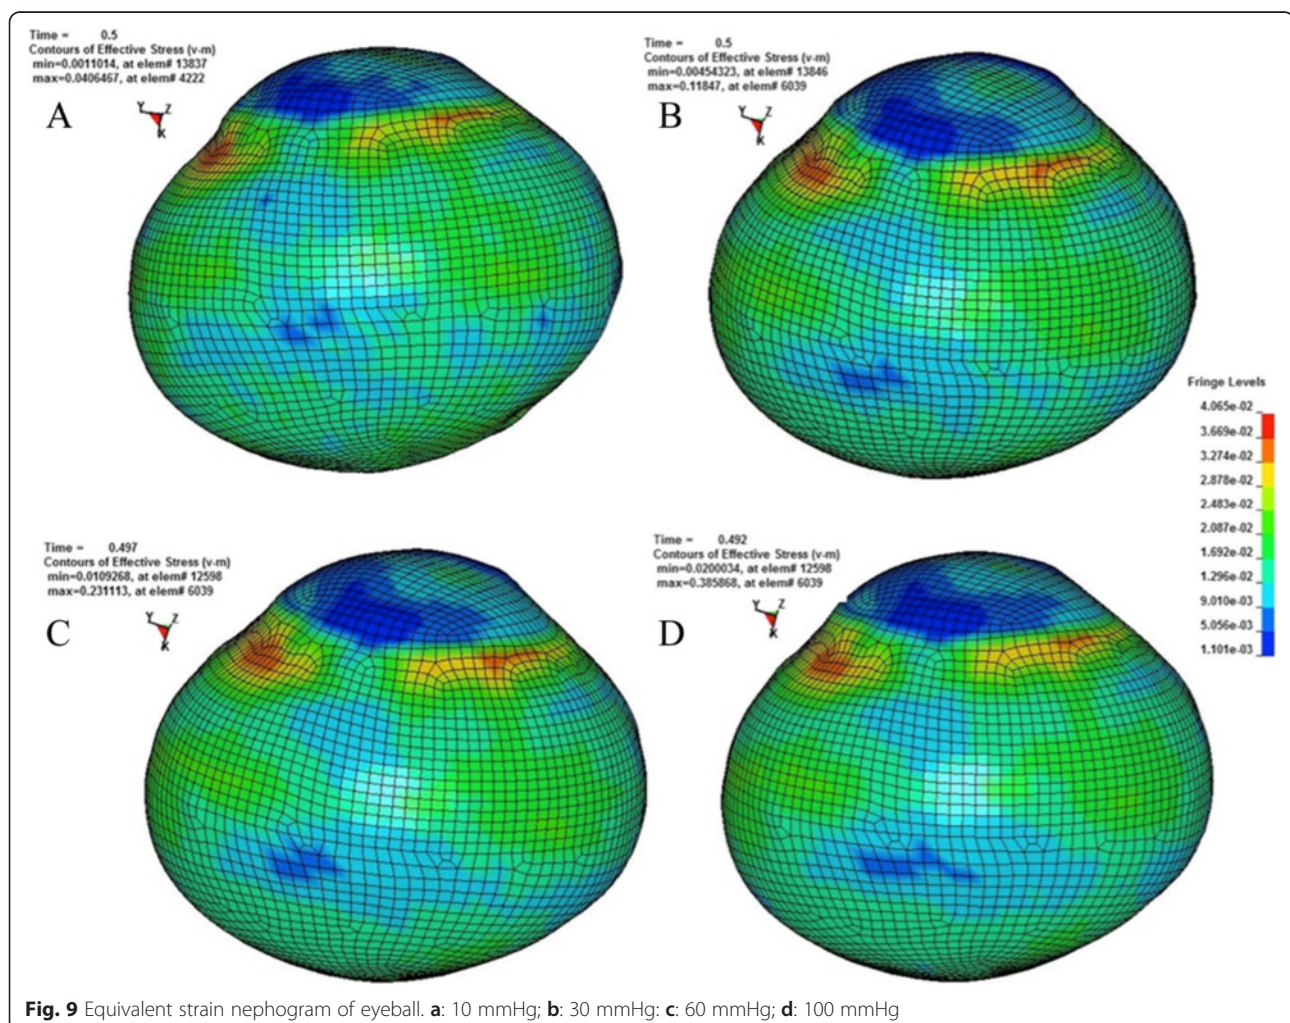 Time = 0.5
Contours of Effective Stress (v-m)
min=0.0011014, at elem# 13837
max=0.0406467, at elem# 4222
Y Z
X
A
Time = 0.5
Contours of Effective Stress (v-m)
min=0.00454323, at elem# 13846
max=0.11847, at elem# 6039
Y Z
X
B
Fringe Levels
4.065e-02
3.669e-02
3.274e-02
2.878e-02
2.483e-02
2.087e-02
1.692e-02
1.296e-02
9.010e-03
5.056e-03
1.101e-03
Time = 0.497
Contours of Effective Stress (v-m)
min=0.0109268, at elem# 12598
max=0.231113, at elem# 6039
Y Z
X
C
Time = 0.492
Contours of Effective Stress (v-m)
min=0.0200034, at elem# 12598
max=0.385868, at elem# 6039
Y Z
X
D
Fig. 9 Equivalent strain nephogram of eyeball. a: 10 mmHg; b: 30 mmHg: c: 60 mmHg; d: 100 mmHg